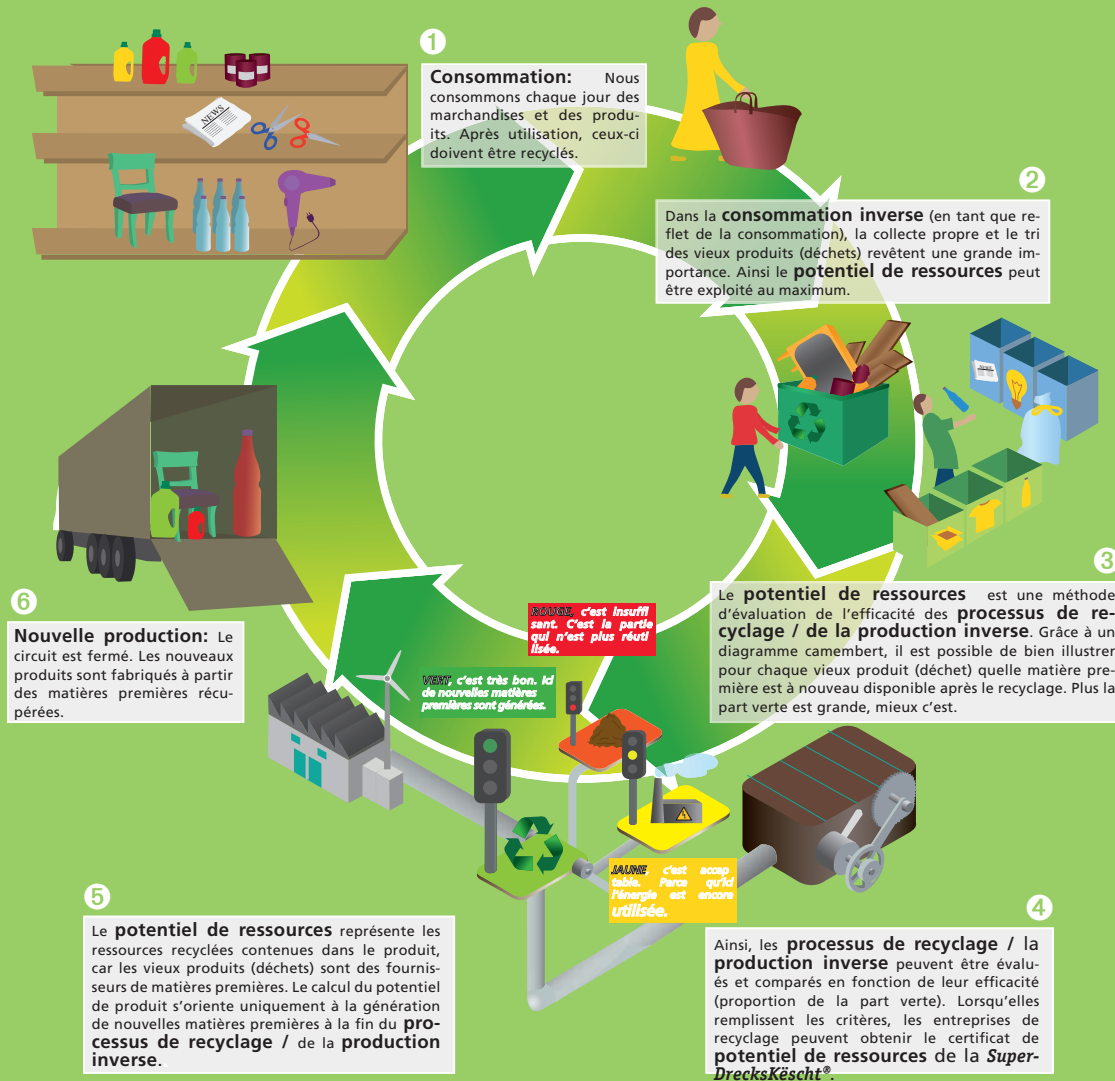 1
Consommation: Nous
consommons chaque jour des
marchandises et des produ-
its. Après utilisation, ceux-ci
doivent être recyclés.
NEWS
2
Dans la consommation inverse (en tant que re-
flet de la consommation), la collecte propre et le tri
des vieux produits (déchets) revêtent une grande im-
portance. Ainsi le potentiel de ressources peut
être exploité au maximum.
NEWS
3
Le potentiel de ressources est une méthode
d'évaluation de l'efficacité des processus de re-
cyclage / de la production inverse. Grâce à un
diagramme camembert, il est possible de bien illustrer
pour chaque vieux produit (déchet) quelle matière pre-
mière est à nouveau disponible après le recyclage. Plus la
part verte est grande, mieux c'est.
ROUGE, c'est insuffi
sant. C'est la partie
qui n'est plus réuti
lisée.
VERT, c'est très bon. Ici
de nouvelles matières
premières sont générées.
JAUNE, c'est accep
table. Parce qu'ici
l'énergie est encore
utilisée.
4
Ainsi, les processus de recyclage / la
production inverse peuvent être évalu-
és et comparés en fonction de leur efficacité
(proportion de la part verte). Lorsqu'elles
remplissent les critères, les entreprises de
recyclage peuvent obtenir le certificat de
potentiel de ressources de la Super-
DrecksKëscht®.
5
Le potentiel de ressources représente les
ressources recyclées contenues dans le produit,
car les vieux produits (déchets) sont des fournis-
seurs de matières premières. Le calcul du potentiel
de produit s'oriente uniquement à la génération
de nouvelles matières premières à la fin du pro-
cessus de recyclage / de la production
inverse.
6
Nouvelle production: Le
circuit est fermé. Les nouveaux
produits sont fabriqués à partir
des matières premières récu-
pérées.